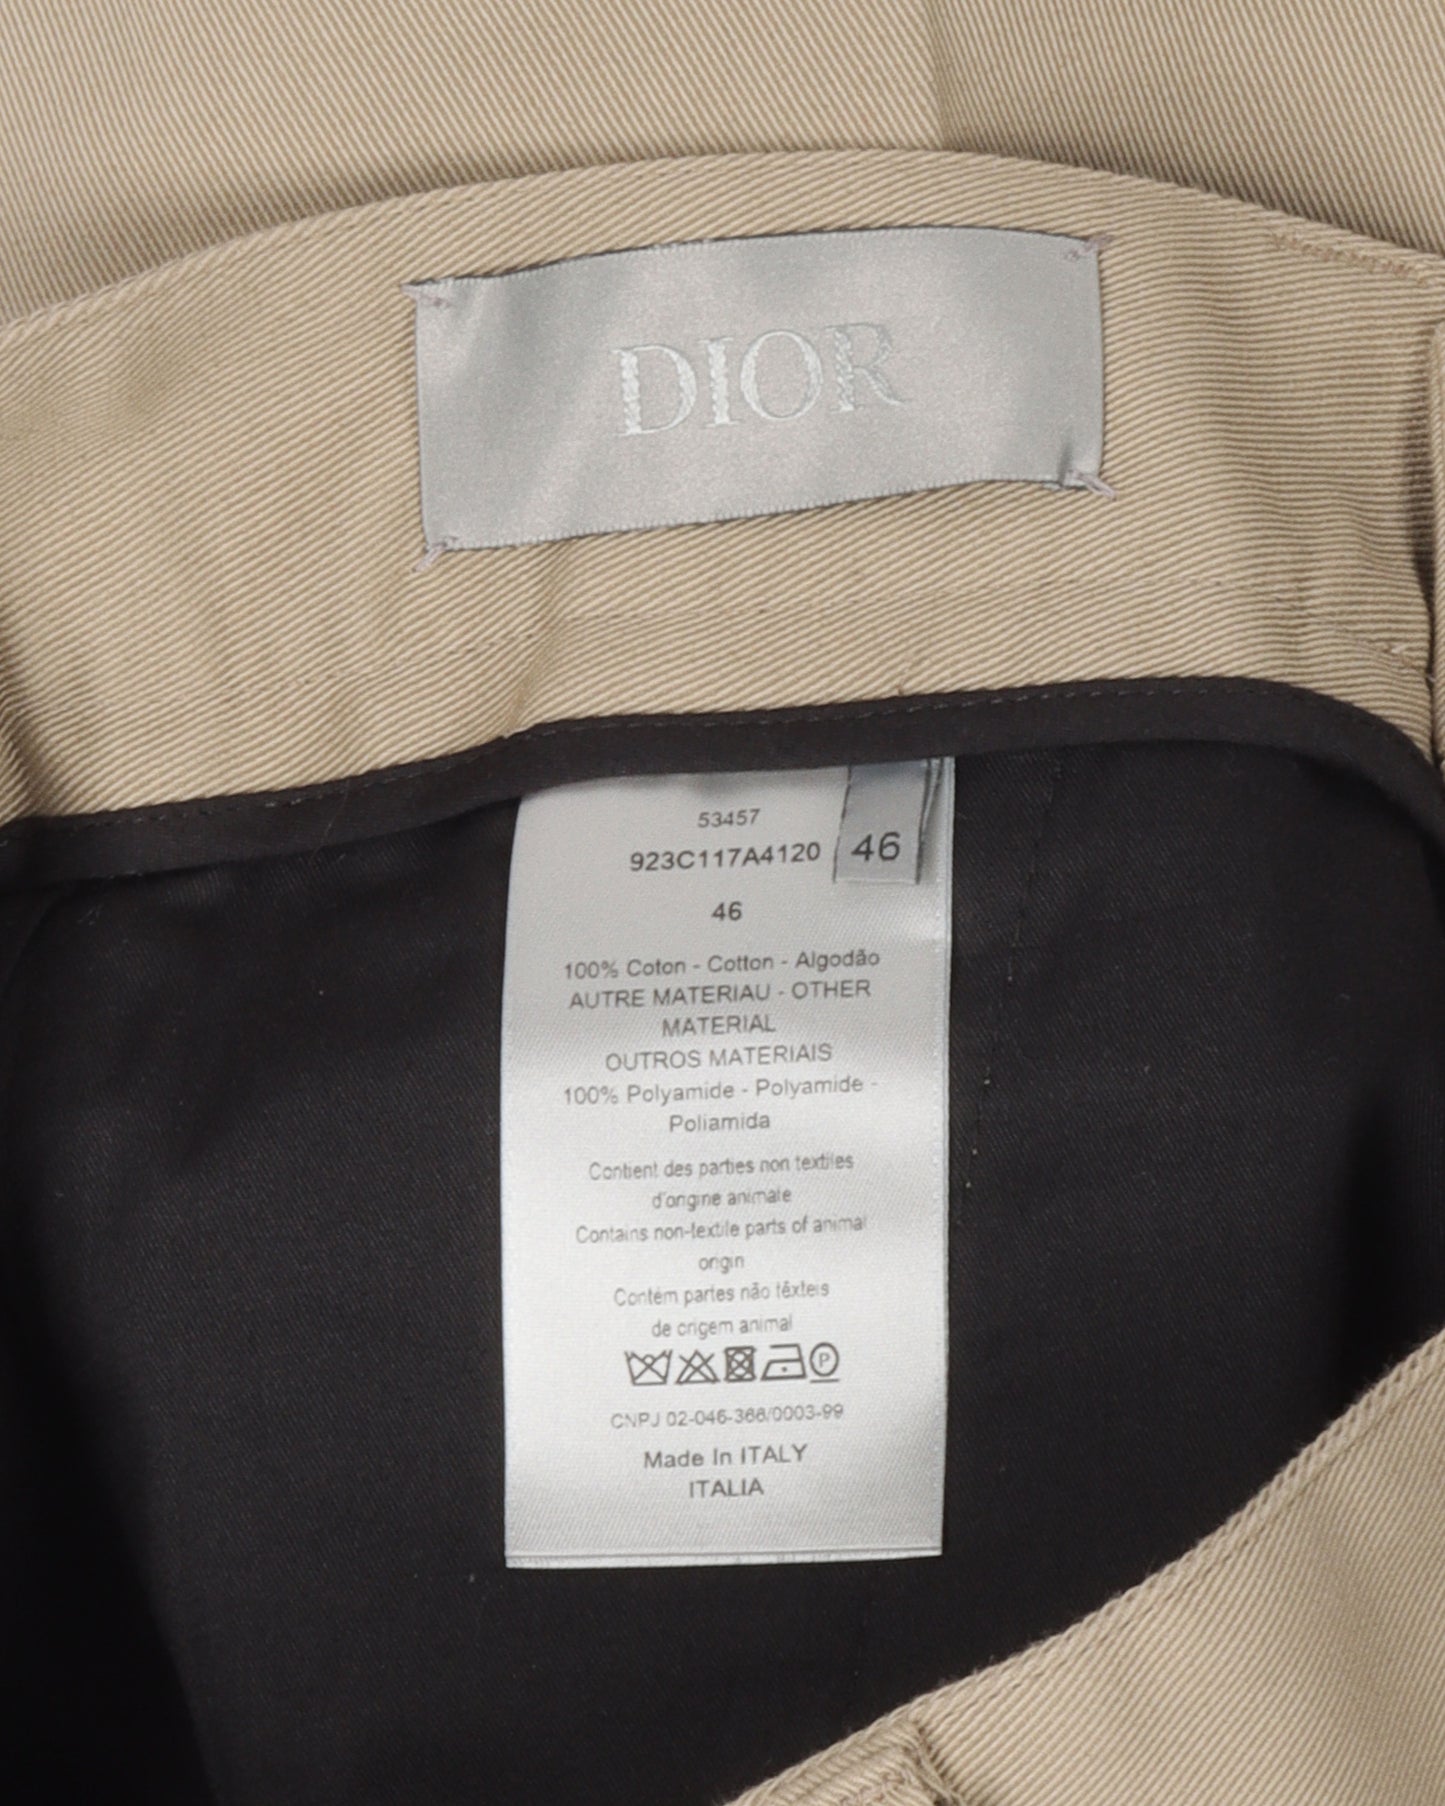 DIOR
53457
923C117A4120
46
46
100% Coton - Cotton - Algodão
AUTRE MATERIAU - OTHER
MATERIAL
OUTROS MATERIAIS
100% Polyamide - Polyamide -
Poliamida
Contient des parties non textiles
d'origine animale
Contains non-textile parts of animal
origin
Contém partes não têxteis
de origem animal
P
CNPJ 02-046-366/0003-99
Made In ITALY
ITALIA